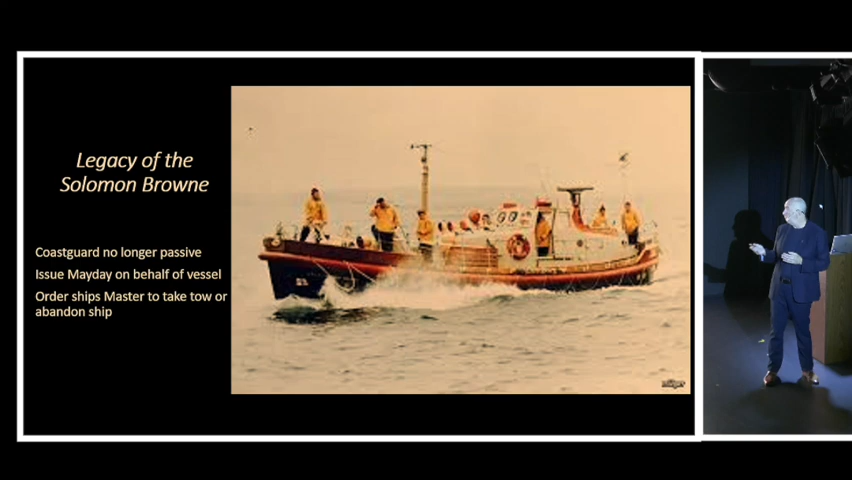 Legacy of the
Solomon Browne
Coastguard no longer passive
Issue Mayday on behalf of vessel
Order ships Master to take tow or
abandon ship